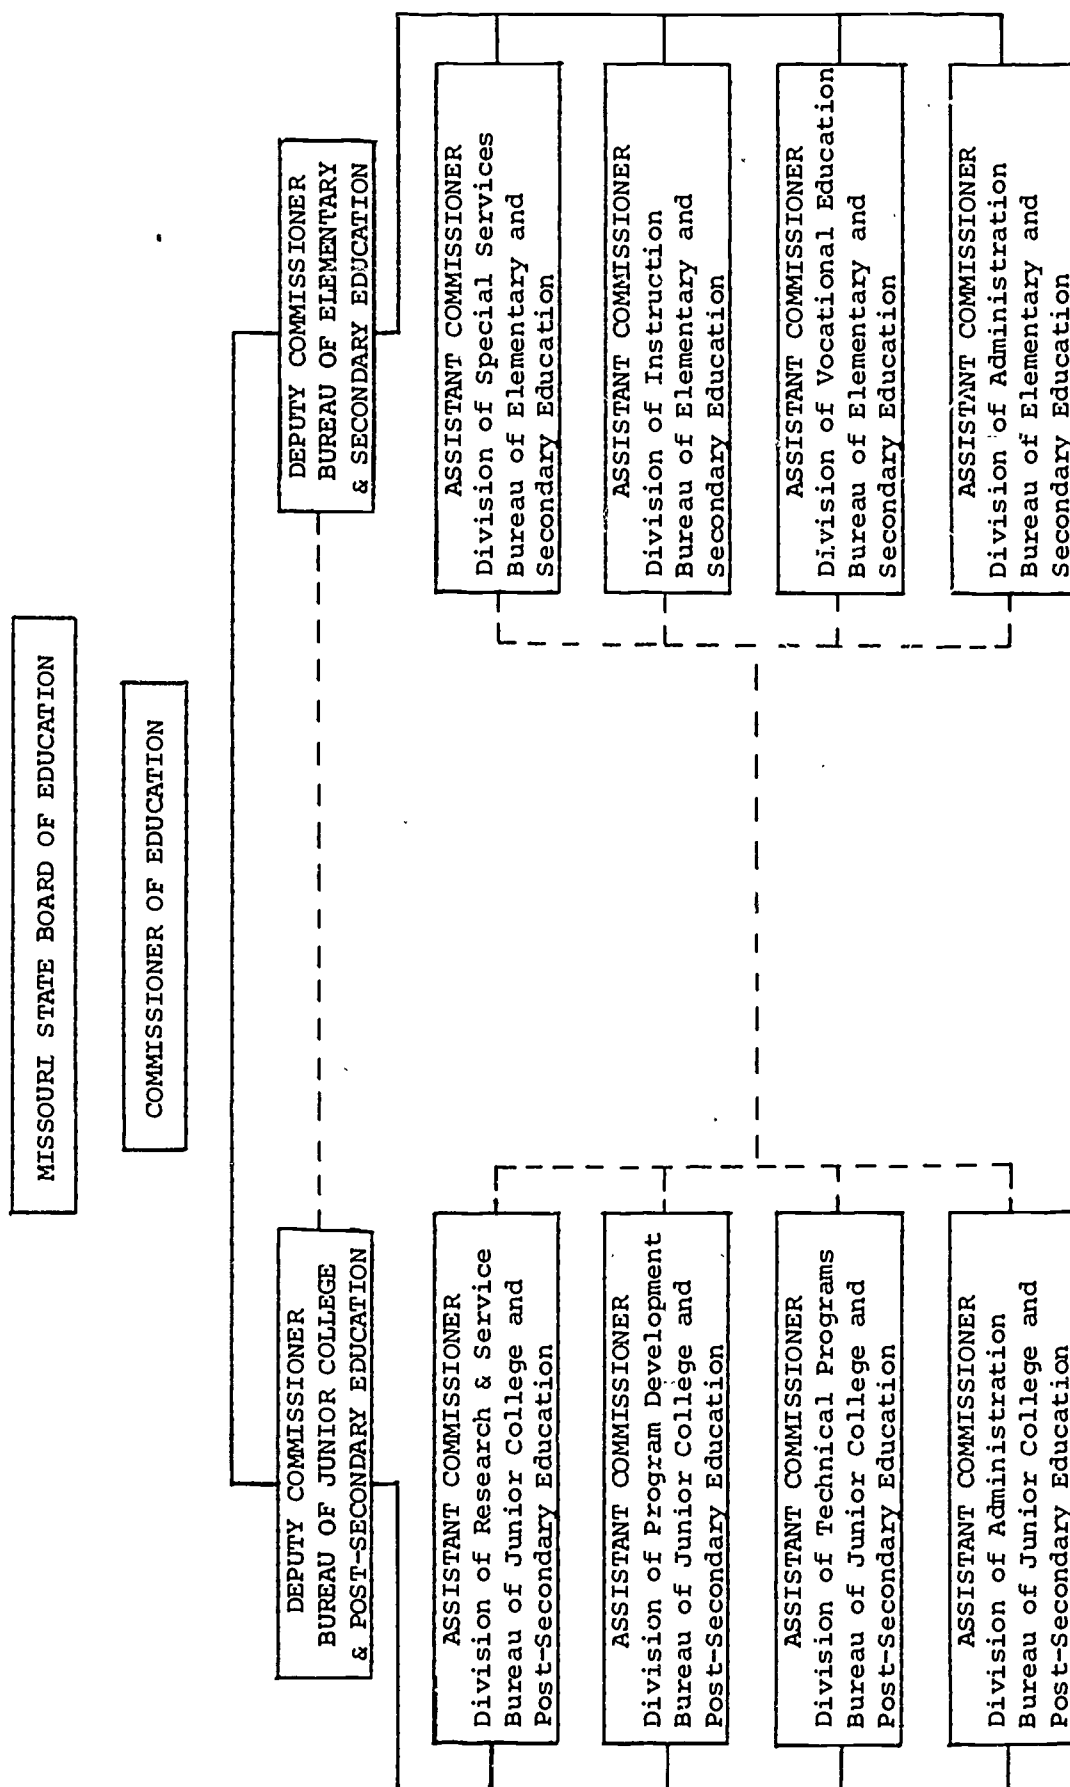 MISSOURI STATE BOARD OF EDUCATION
COMMISSIONER OF EDUCATION
DEPUTY COMMISSIONER
BUREAU OF JUNIOR COLLEGE
& POST-SECONDARY EDUCATION
DEPUTY COMMISSIONER
BUREAU OF ELEMENTARY
& SECONDARY EDUCATION
ASSISTANT COMMISSIONER
Division of Research & Service
Bureau of Junior College and
Post-Secondary Education
ASSISTANT COMMISSIONER
Division of Special Services
Bureau of Elementary and
Secondary Education
ASSISTANT COMMISSIONER
Division of Program Development
Bureau of Junior College and
Post-Secondary Education
ASSISTANT COMMISSIONER
Division of Instruction
Bureau of Elementary and
Secondary Education
ASSISTANT COMMISSIONER
Division of Technical Programs
Bureau of Junior College and
Post-Secondary Education
ASSISTANT COMMISSIONER
Division of Vocational Education
Bureau of Elementary and
Secondary Education
ASSISTANT COMMISSIONER
Division of Administration
Bureau of Junior College and
Post-Secondary Education
ASSISTANT COMMISSIONER
Division of Administration
Bureau of Elementary and
Secondary Education